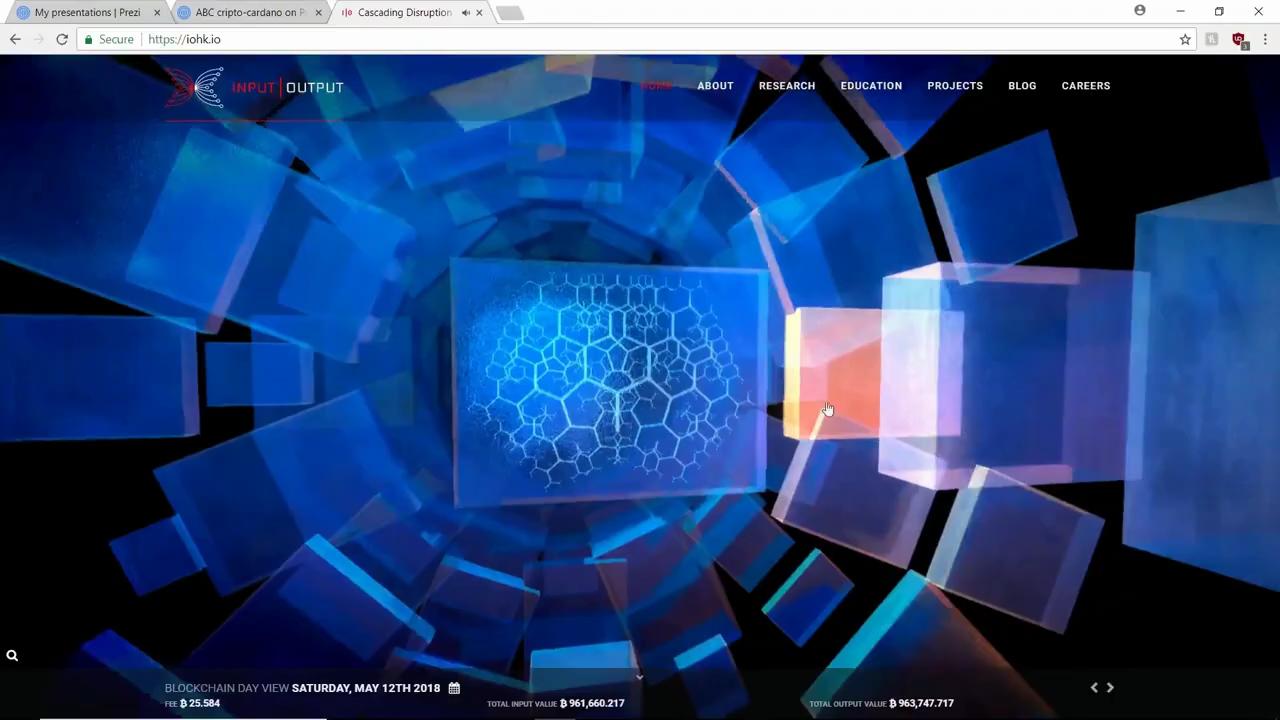 My presentations | Prezi
ABC cripto-cardano on P
Cascading Disruption
Secure
https://iohk.io
INPUT OUTPUT
HOME
ABOUT
RESEARCH
EDUCATION
PROJECTS
BLOG
CAREERS
BLOCKCHAIN DAY VIEW SATURDAY, MAY 12TH 2018
FEE ₿ 25.584
TOTAL INPUT VALUE ₿ 961,660.217
TOTAL OUTPUT VALUE ₿ 963,747.717